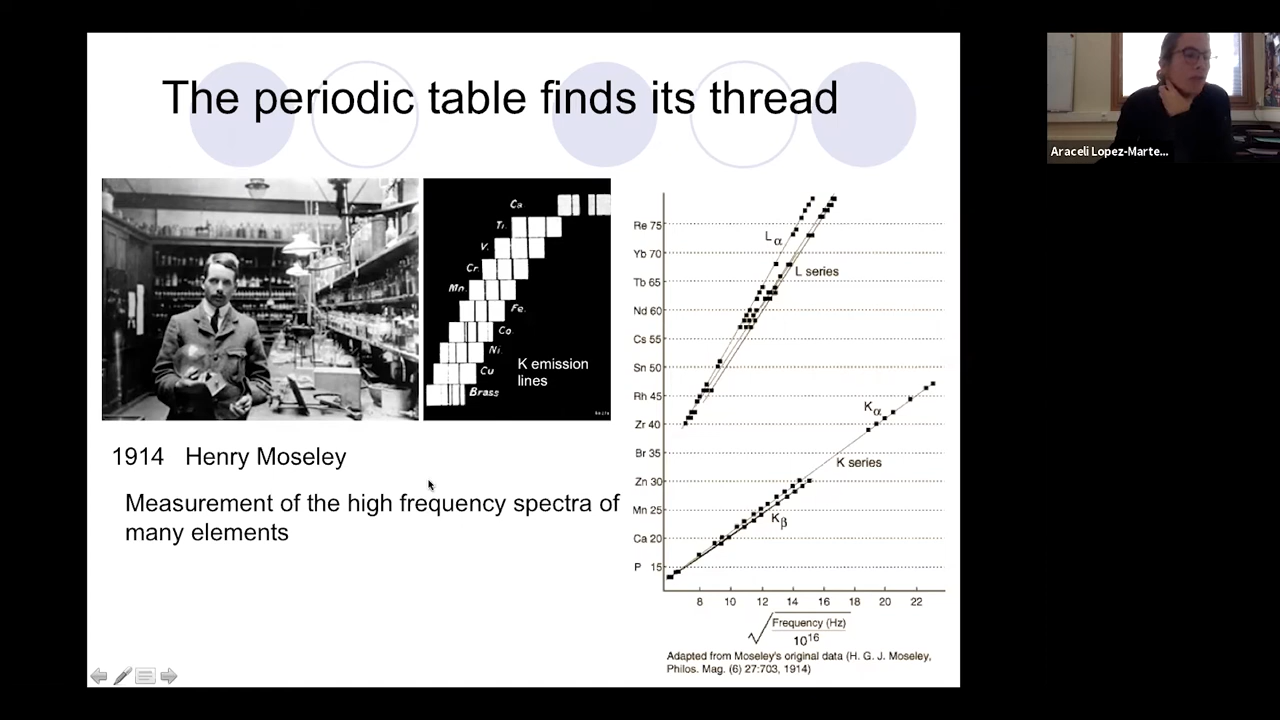 The periodic table finds its thread
Araceli Lopez-Marte...
Ca
Ti.
V.
Cr.
Mn.
Fe.
Co.
Ni.
Cu
Brass
K emission
lines
1914 Henry Moseley
Measurement of the high frequency spectra of
many elements
Re 75
Yb 70
Tb 65
Nd 60
Cs 55
Sn 50
Rh 45
Zr 40
Br 35
Zn 30
Mn 25
Ca 20
P 15
Lα
L series
Kα
K series
Kβ
8 10 12 14 16 18 20 22
√ Frequency (Hz)
10^16
Adapted from Moseley's original data (H. G. J. Moseley,
Philos. Mag. (6) 27:703, 1914)